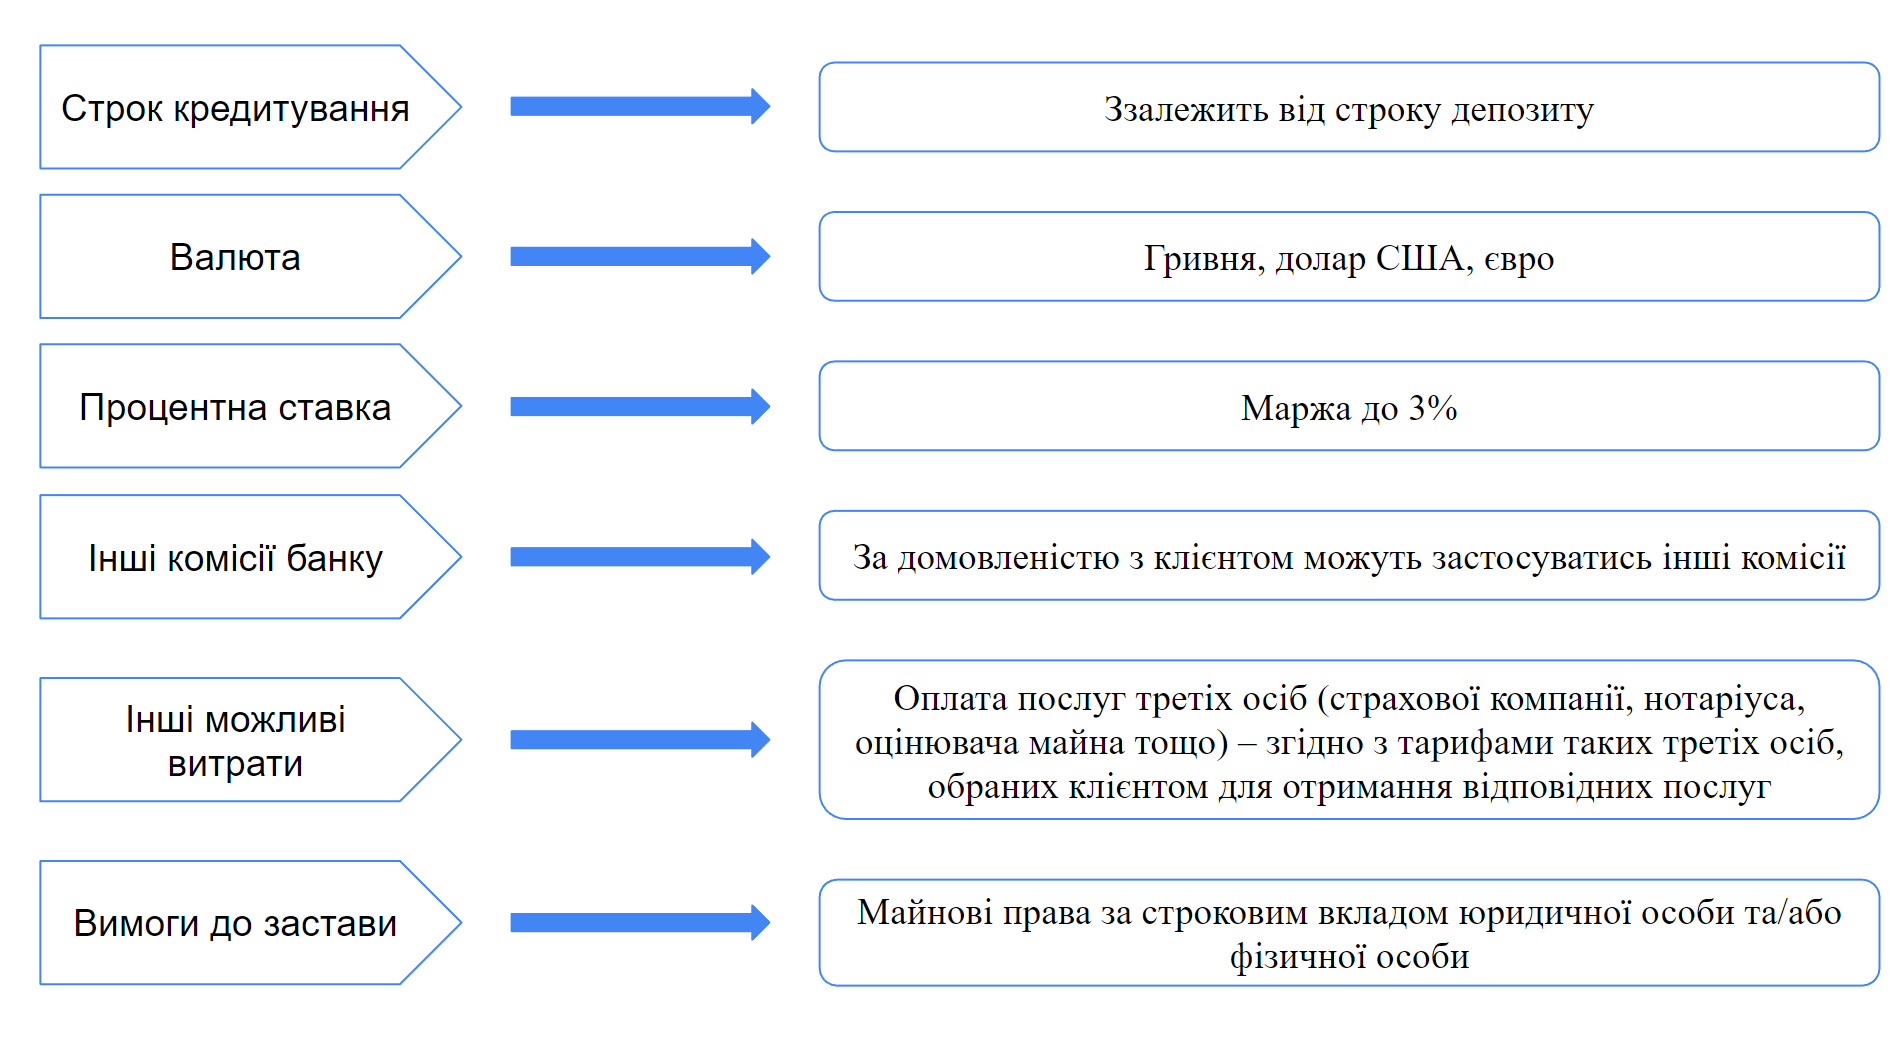 Строк кредитування
Ззалежить від строку депозиту
Валюта
Гривня, долар США, євро
Процентна ставка
Маржа до 3%
Інші комісії банку
За домовленістю з клієнтом можуть застосуватись інші комісії
Інші можливі
витрати
Оплата послуг третіх осіб (страхової компанії, нотаріуса,
оцінювача майна тощо) – згідно з тарифами таких третіх осіб,
обраних клієнтом для отримання відповідних послуг
Вимоги до застави
Майнові права за строковим вкладом юридичної особи та/або
фізичної особи